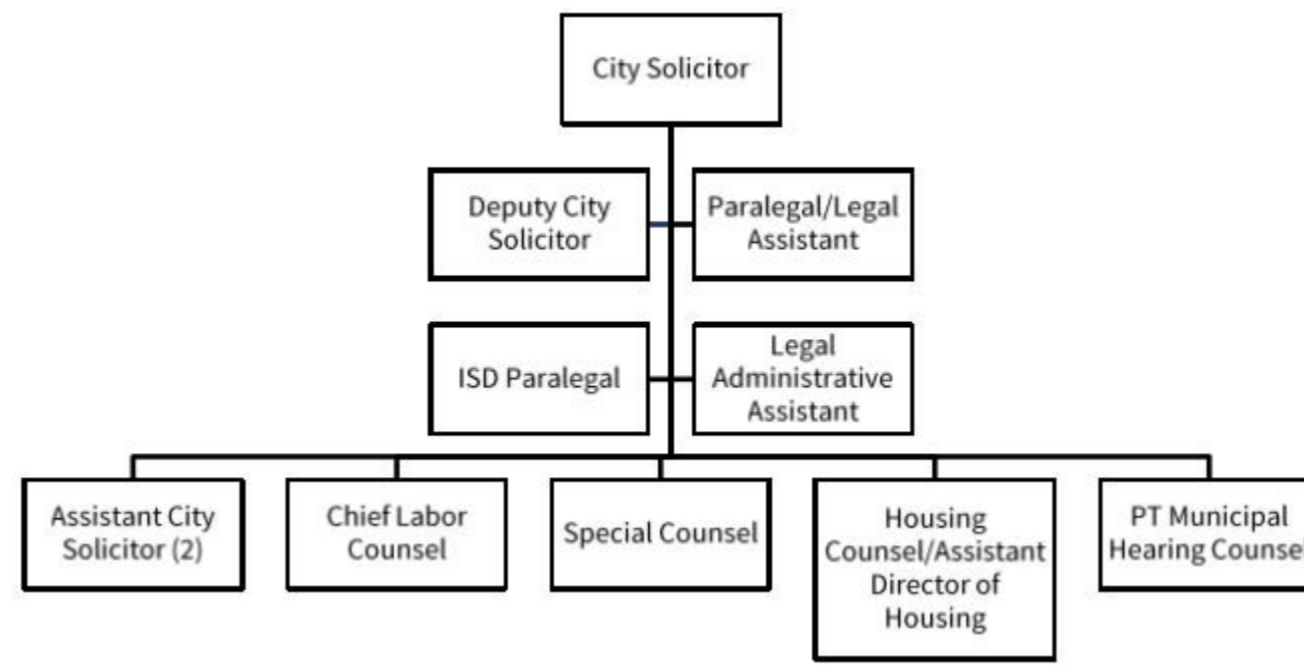 City Solicitor
Deputy City
Solicitor
Paralegal/Legal
Assistant
ISD Paralegal
Legal
Administrative
Assistant
Assistant City
Solicitor (2)
Chief Labor
Counsel
Special Counsel
Housing
Counsel/Assistant
Director of
Housing
PT Municipal
Hearing Counsel